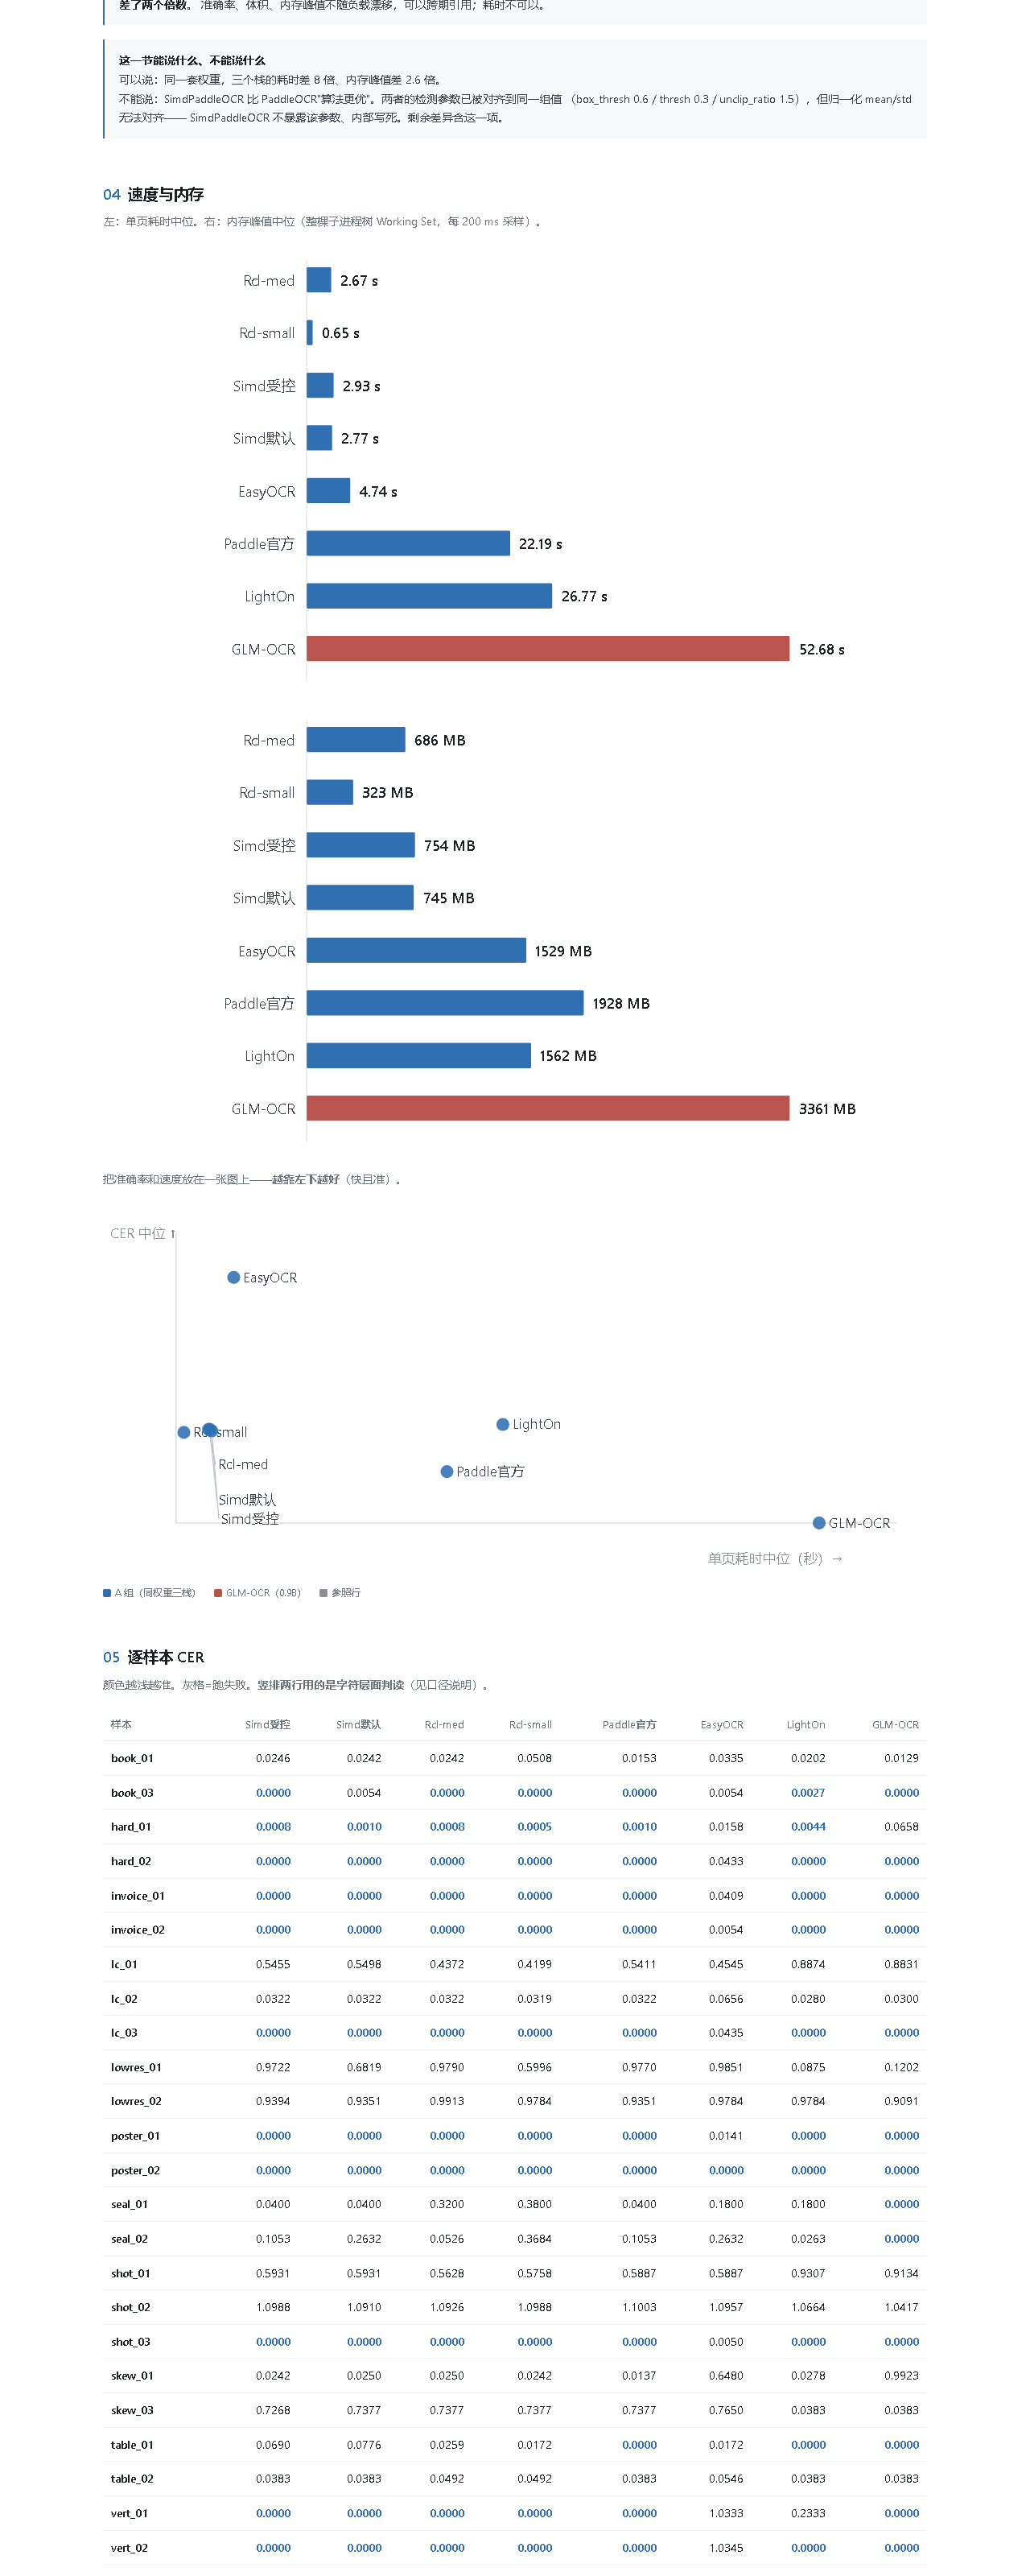 差了两个倍数。准确率、体积、内存峰值不随负载漂移，可以跨期引用；耗时不可以。
这一节能说什么、不能说什么
可以说：同一套权重，三个栈的耗时差 8 倍、内存峰值差 2.6 倍。
不能说：SimdPaddleOCR 比 PaddleOCR"算法更优"。两者的检测参数已被对齐到同一组值 （box_thresh 0.6 / thresh 0.3 / unclip_ratio 1.5），但归一化 mean/std
无法对齐—— SimdPaddleOCR 不暴露该参数、内部写死。剩余差异含这一项。
04 速度与内存
左：单页耗时中位。右：内存峰值中位（整棵子进程树 Working Set，每 200 ms 采样）。
Rcl-med 2.67 s
Rcl-small 0.65 s
Simd受控 2.93 s
Simd默认 2.77 s
EasyOCR 4.74 s
Paddle官方 22.19 s
LightOn 26.77 s
GLM-OCR 52.68 s
Rcl-med 686 MB
Rcl-small 323 MB
Simd受控 754 MB
Simd默认 745 MB
EasyOCR 1529 MB
Paddle官方 1928 MB
LightOn 1562 MB
GLM-OCR 3361 MB
把准确率和速度放在一张图上——越靠左下越好（快且准）。
CER 中位 ↑
EasyOCR
LightOn
Rcl-small
Rcl-med
Paddle官方
Simd默认
Simd受控
GLM-OCR
单页耗时中位（秒）→
A 组（同权重三栈） GLM-OCR（0.9B） 参照行
05 逐样本 CER
颜色越浅越准。灰格=跑失败。竖排两行用的是字符层面判读（见口径说明）。
样本 Simd受控 Simd默认 Rcl-med Rcl-small Paddle官方 EasyOCR LightOn GLM-OCR
book_01 0.0246 0.0242 0.0242 0.0508 0.0153 0.0335 0.0202 0.0129
book_03 0.0000 0.0054 0.0000 0.0000 0.0000 0.0054 0.0027 0.0000
hard_01 0.0008 0.0010 0.0008 0.0005 0.0010 0.0158 0.0044 0.0658
hard_02 0.0000 0.0000 0.0000 0.0000 0.0000 0.0433 0.0000 0.0000
invoice_01 0.0000 0.0000 0.0000 0.0000 0.0000 0.0409 0.0000 0.0000
invoice_02 0.0000 0.0000 0.0000 0.0000 0.0000 0.0054 0.0000 0.0000
lc_01 0.5455 0.5498 0.4372 0.4199 0.5411 0.4545 0.8874 0.8831
lc_02 0.0322 0.0322 0.0322 0.0319 0.0322 0.0656 0.0280 0.0300
lc_03 0.0000 0.0000 0.0000 0.0000 0.0000 0.0435 0.0000 0.0000
lowres_01 0.9722 0.6819 0.9790 0.5996 0.9770 0.9851 0.0875 0.1202
lowres_02 0.9394 0.9351 0.9913 0.9784 0.9351 0.9784 0.9784 0.9091
poster_01 0.0000 0.0000 0.0000 0.0000 0.0000 0.0141 0.0000 0.0000
poster_02 0.0000 0.0000 0.0000 0.0000 0.0000 0.0000 0.0000 0.0000
seal_01 0.0400 0.0400 0.3200 0.3800 0.0400 0.1800 0.1800 0.0000
seal_02 0.1053 0.2632 0.0526 0.3684 0.1053 0.2632 0.0263 0.0000
shot_01 0.5931 0.5931 0.5628 0.5758 0.5887 0.5887 0.9307 0.9134
shot_02 1.0988 1.0910 1.0926 1.0988 1.1003 1.0957 1.0664 1.0417
shot_03 0.0000 0.0000 0.0000 0.0000 0.0000 0.0050 0.0000 0.0000
skew_01 0.0242 0.0250 0.0250 0.0242 0.0137 0.6480 0.0278 0.9923
skew_03 0.7268 0.7377 0.7377 0.7377 0.7377 0.7650 0.0383 0.0383
table_01 0.0690 0.0776 0.0259 0.0172 0.0000 0.0172 0.0000 0.0000
table_02 0.0383 0.0383 0.0492 0.0492 0.0383 0.0546 0.0383 0.0383
vert_01 0.0000 0.0000 0.0000 0.0000 0.0000 1.0333 0.2333 0.0000
vert_02 0.0000 0.0000 0.0000 0.0000 0.0000 1.0345 0.0000 0.0000